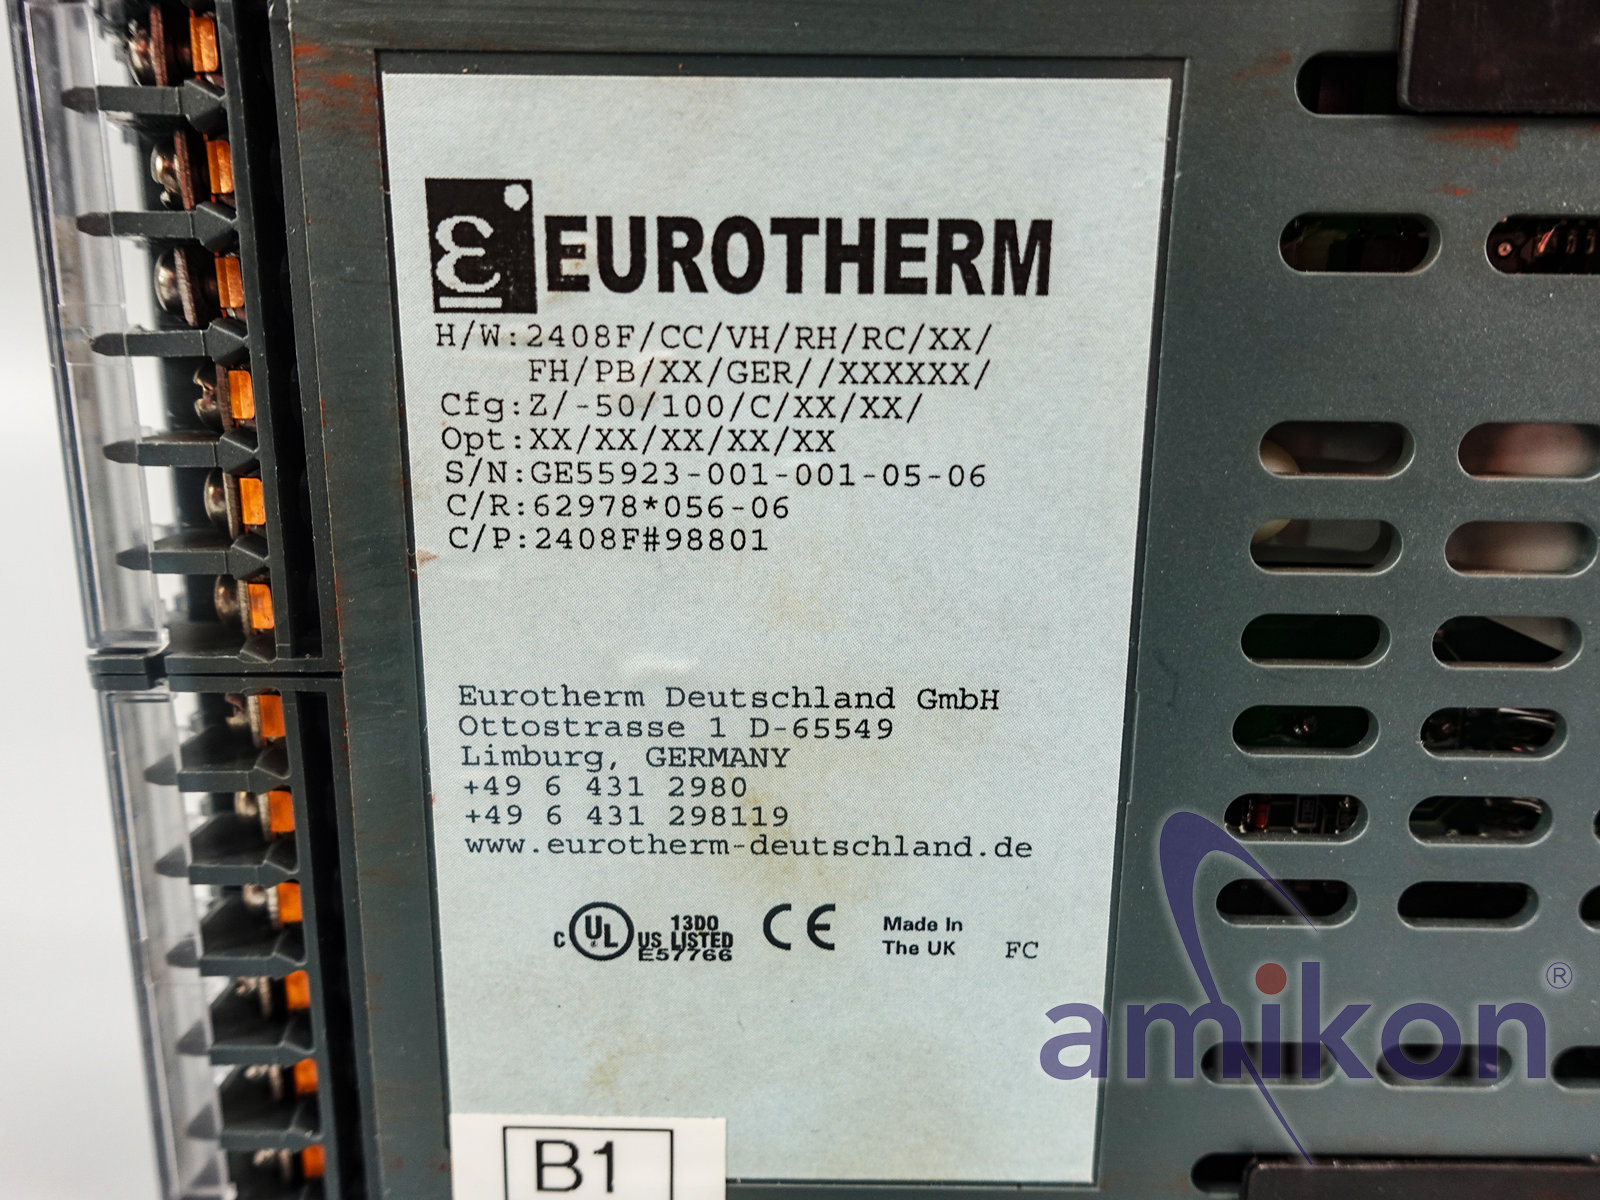 EUROTHERM
H/W:2408F/CC/VH/RH/RC/XX/
FH/PB/XX/GER//XXXXXX/
Cfg:Z/-50/100/C/XX/XX/
Opt:XX/XX/XX/XX/XX
S/N:GE55923-001-001-05-06
C/R:62978*056-06
C/P:2408F#98801
Eurotherm Deutschland GmbH
Ottostrasse 1 D-65549
Limburg, GERMANY
+49 6 431 2980
+49 6 431 298119
www.eurotherm-deutschland.de
C UL US LISTED 13DO E57766
CE
Made In
The UK
FC
amikon®
B1